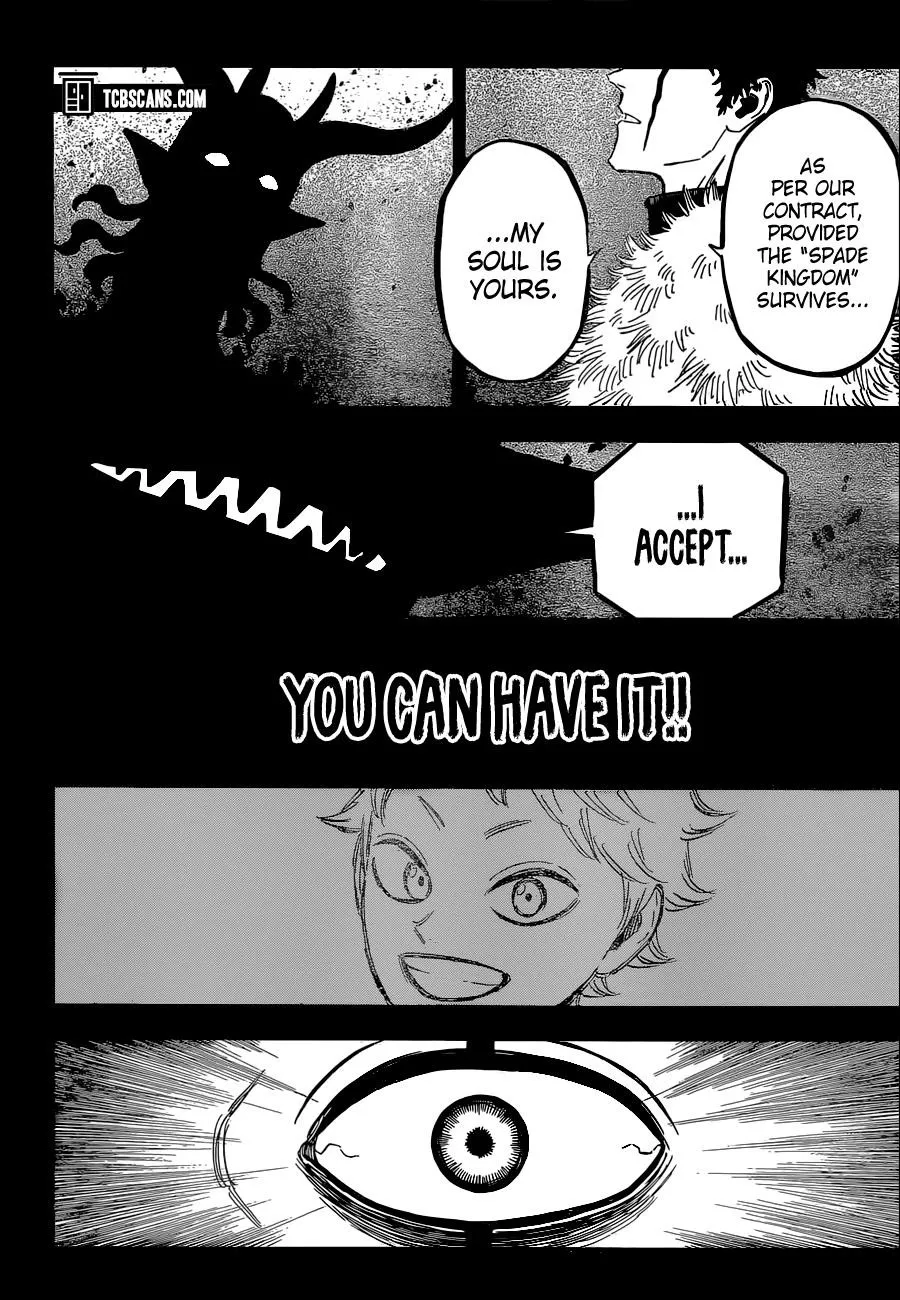 TCBSCANS.COM
AS
PER OUR
CONTRACT,
PROVIDED
THE "SPADE
KINGDOM"
SURVIVES...
...MY
SOUL IS
YOURS.
...I
ACCEPT...
YOU CAN HAVE IT!!